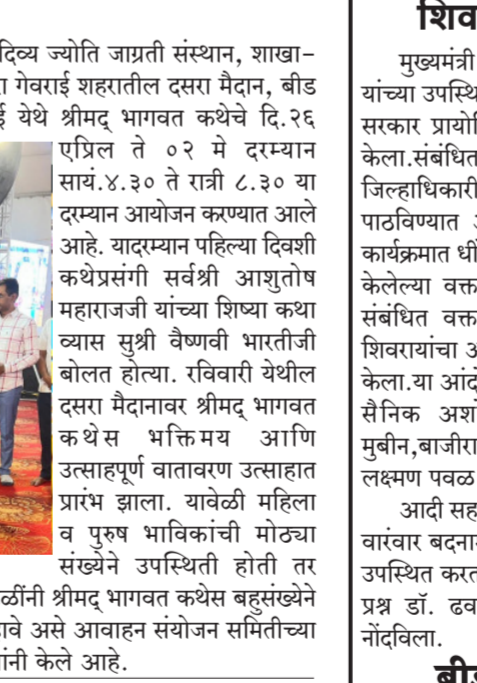 दिव्य ज्योति जाग्रती संस्थान, शाखा-
गेवराई शहरातील दसरा मैदान, बीड
येथे श्रीमद् भागवत कथेचे दि.२६
एप्रिल ते ०२ मे दरम्यान
सायं.४.३० ते रात्री ८.३० या
दरम्यान आयोजन करण्यात आले
आहे. यादरम्यान पहिल्या दिवशी
कथेप्रसंगी सर्वश्री आशुतोष
महाराजजी यांच्या शिष्या कथा
व्यास सुश्री वैष्णवी भारतीजी
बोलत होत्या. रविवारी येथील
दसरा मैदानावर श्रीमद् भागवत
कथेस भक्तिमय आणि
उत्साहपूर्ण वातावरण उत्साहात
प्रारंभ झाला. यावेळी महिला
व पुरुष भाविकांची मोठ्या
संख्येने उपस्थिती होती तर
श्रीमद् भागवत कथेस बहुसंख्येने
असे आवाहन संयोजन समितीच्या
केले आहे.
शिव
मुख्यमंत्री
यांच्या उपस्थि
सरकार प्रायो
केला.संबंधित
जिल्हाधिकारी
पाठविण्यात
कार्यक्रमात
केलेल्या वक्त
संबंधित वक्त
शिवरायांचा
केला.या आंदो
सैनिक अश
मुबीन,बाजीरा
लक्ष्मण पवळ
आदी सह
वारंवार बदना
उपस्थित करत
प्रश्न डॉ. ढव
नोंदविला.
बी